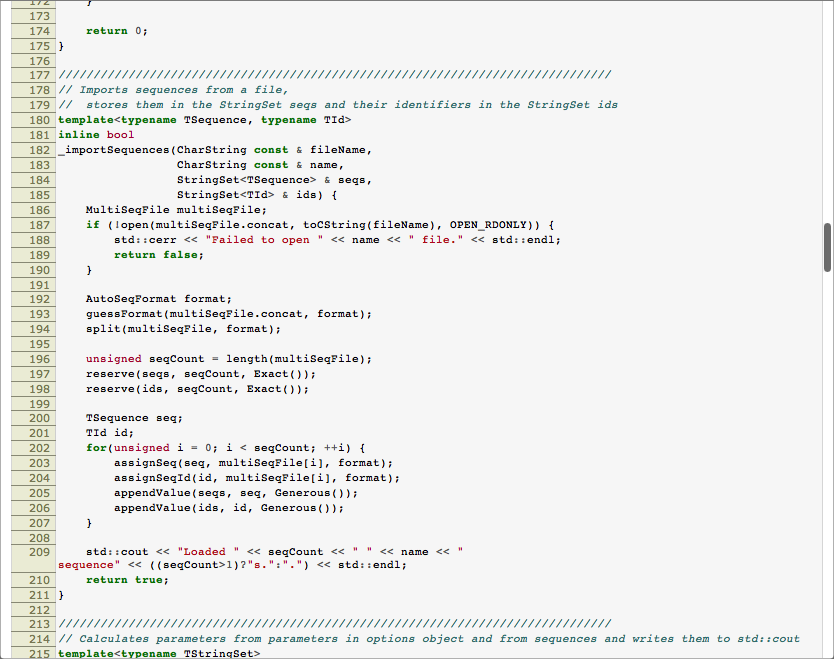 172     }
173
174     return 0;
175 }
176
177 ///////////////////////////////////////////////////////////////////////////////
178 // Imports sequences from a file,
179 //  stores them in the StringSet seqs and their identifiers in the StringSet ids
180 template<typename TSequence, typename TId>
181 inline bool
182 _importSequences(CharString const & fileName,
183                  CharString const & name,
184                  StringSet<TSequence> & seqs,
185                  StringSet<TId> & ids) {
186     MultiSeqFile multiSeqFile;
187     if (!open(multiSeqFile.concat, toCString(fileName), OPEN_RDONLY)) {
188         std::cerr << "Failed to open " << name << " file." << std::endl;
189         return false;
190     }
191
192     AutoSeqFormat format;
193     guessFormat(multiSeqFile.concat, format);
194     split(multiSeqFile, format);
195
196     unsigned seqCount = length(multiSeqFile);
197     reserve(seqs, seqCount, Exact());
198     reserve(ids, seqCount, Exact());
199
200     TSequence seq;
201     TId id;
202     for(unsigned i = 0; i < seqCount; ++i) {
203         assignSeq(seq, multiSeqFile[i], format);
204         assignSeqId(id, multiSeqFile[i], format);
205         appendValue(seqs, seq, Generous());
206         appendValue(ids, id, Generous());
207     }
208
209     std::cout << "Loaded " << seqCount << " " << name << "
sequence" << ((seqCount>1)?"s.":".") << std::endl;
210     return true;
211 }
212
213 ///////////////////////////////////////////////////////////////////////////////
214 // Calculates parameters from parameters in options object and from sequences and writes them to std::cout
215 template<typename TStringSet>